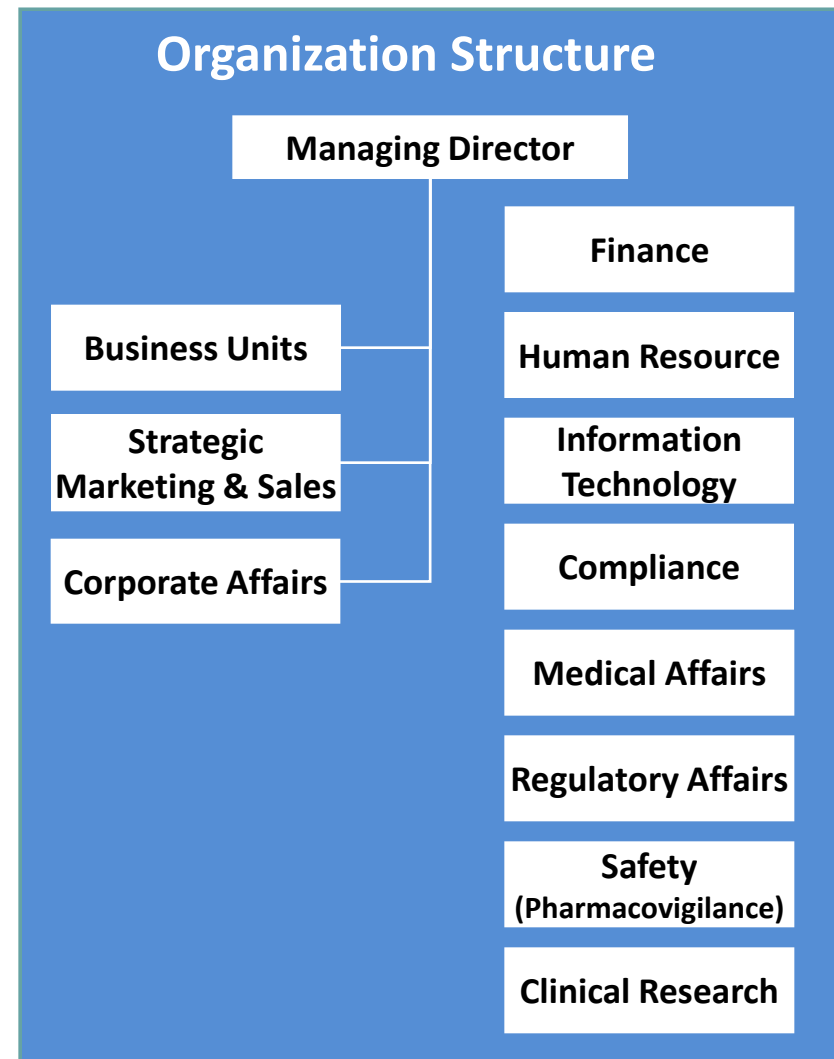 Organization Structure
Managing Director
Business Units
Strategic
Marketing & Sales
Corporate Affairs
Finance
Human Resource
Information
Technology
Compliance
Medical Affairs
Regulatory Affairs
Safety
(Pharmacovigilance)
Clinical Research